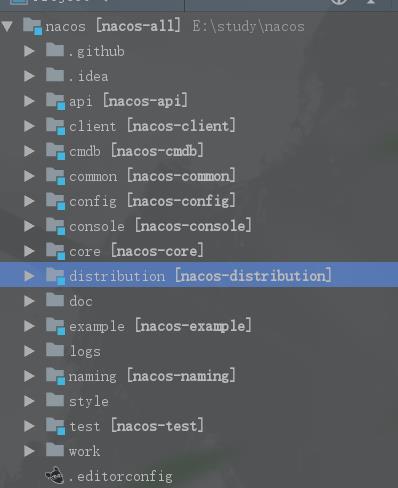 nacos [nacos-all] E:\study\nacos
.github
.idea
api [nacos-api]
client [nacos-client]
cmdb [nacos-cmdb]
common [nacos-common]
config [nacos-config]
console [nacos-console]
core [nacos-core]
distribution [nacos-distribution]
doc
example [nacos-example]
logs
naming [nacos-naming]
style
test [nacos-test]
work
.editorconfig